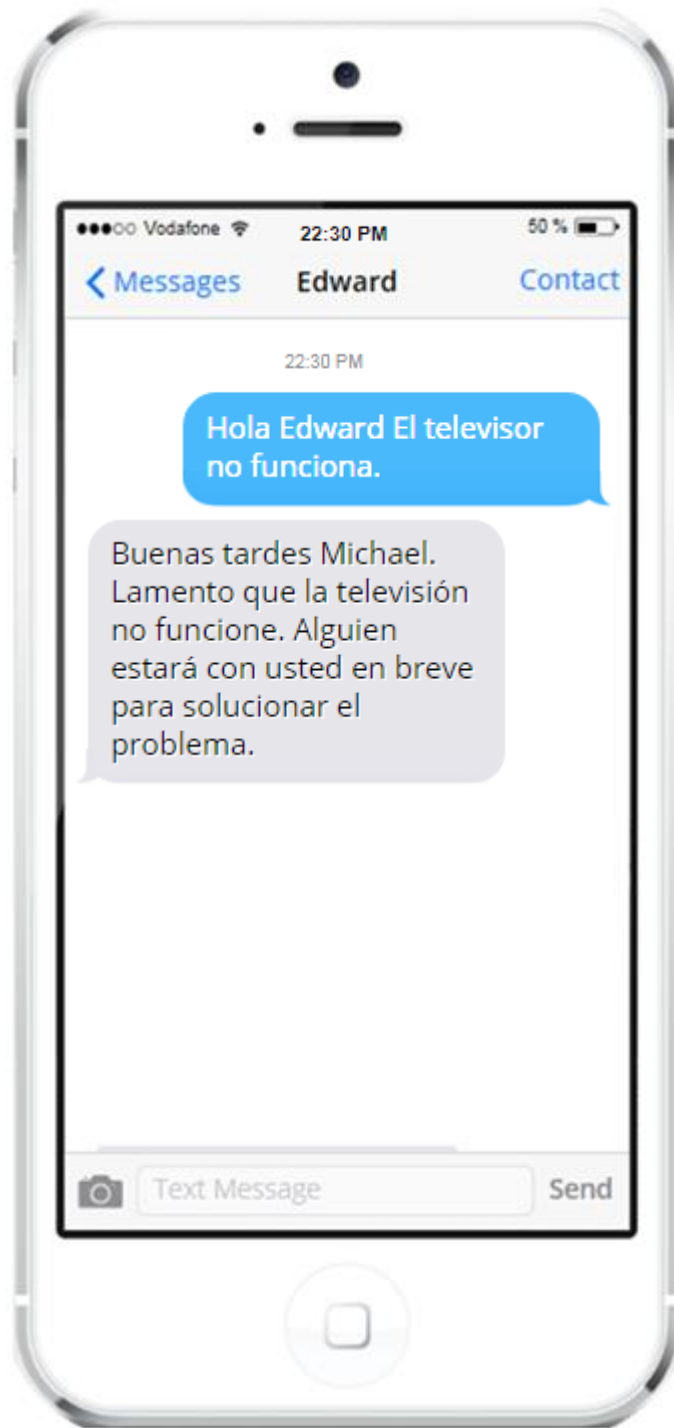 Vodafone 22:30 PM 50 %
Messages Edward Contact
22:30 PM
Hola Edward El televisor
no funciona.
Buenas tardes Michael.
Lamento que la televisión
no funcione. Alguien
estará con usted en breve
para solucionar el
problema.
Text Message Send